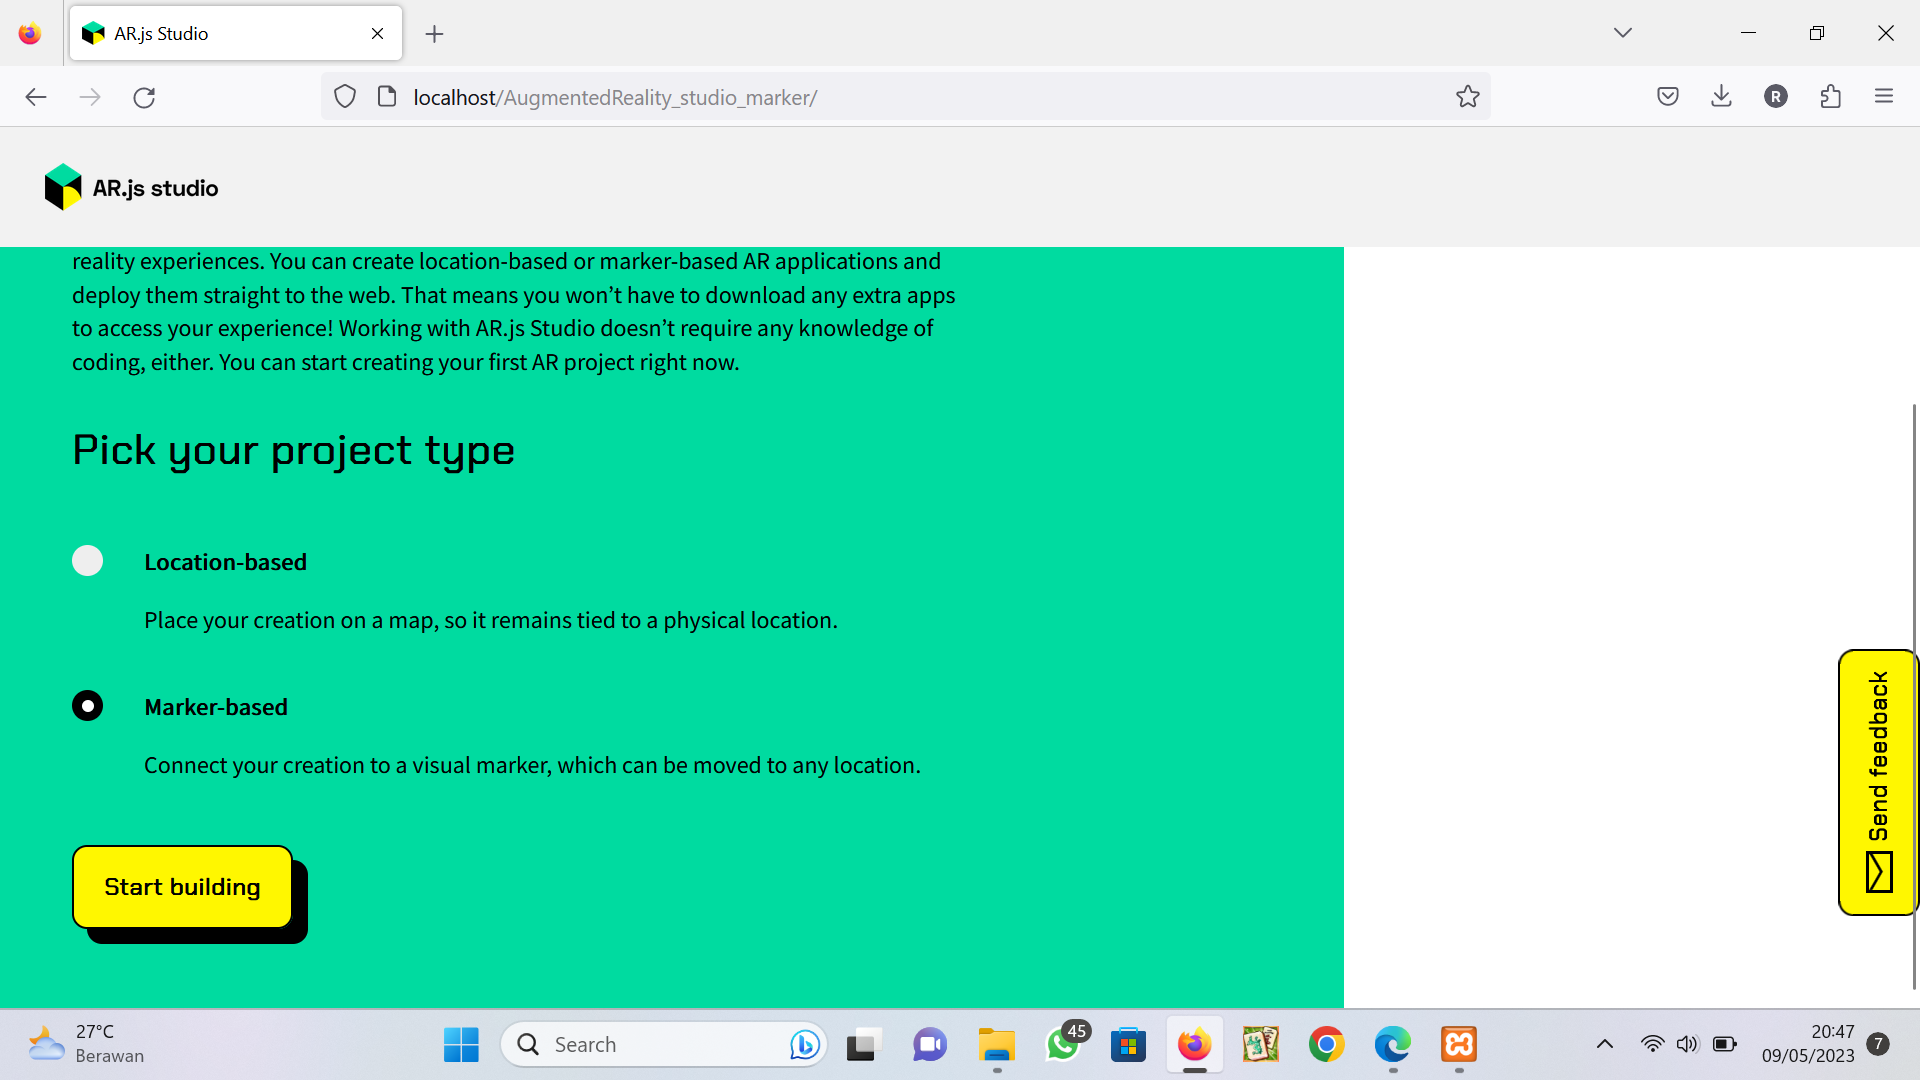 AR.js Studio
localhost/AugmentedReality_studio_marker/
R
AR.js studio
reality experiences. You can create location-based or marker-based AR applications and
deploy them straight to the web. That means you won’t have to download any extra apps
to access your experience! Working with AR.js Studio doesn’t require any knowledge of
coding, either. You can start creating your first AR project right now.
Pick your project type
Location-based
Place your creation on a map, so it remains tied to a physical location.
Marker-based
Connect your creation to a visual marker, which can be moved to any location.
Start building
Send feedback
27°C
Berawan
Search
45
20:47
09/05/2023
7